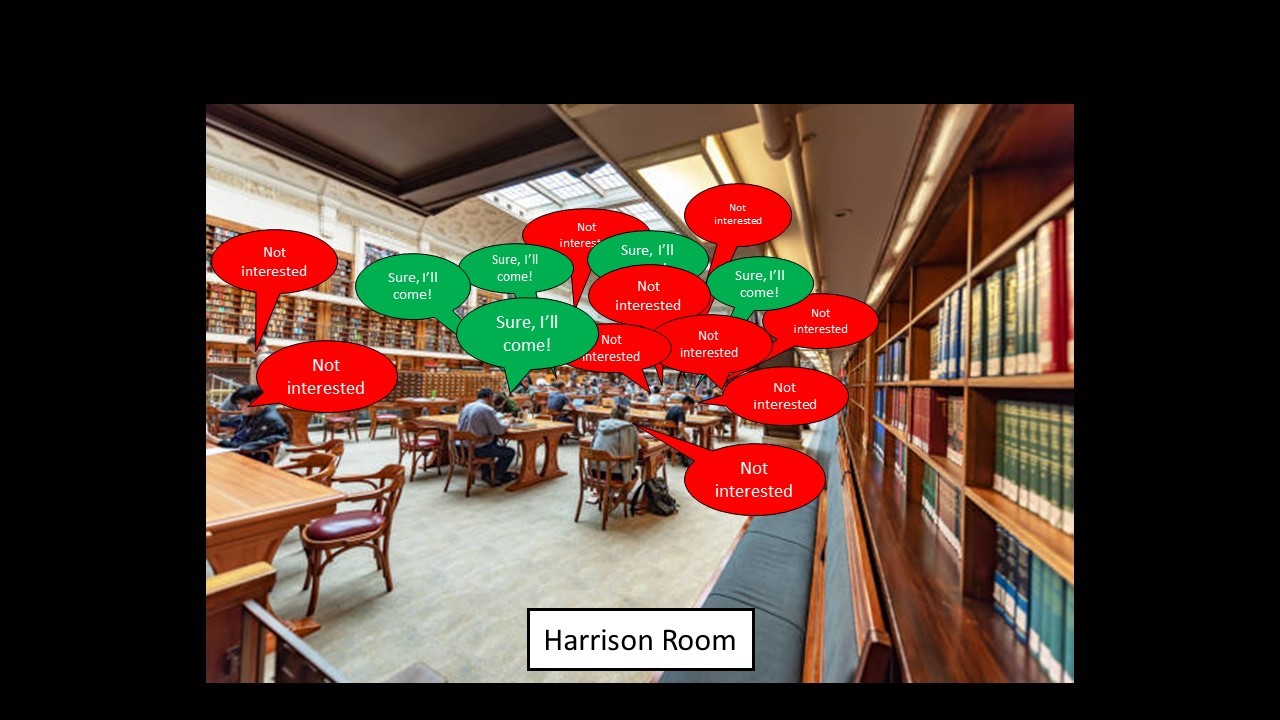 Not
interested
Not
Sure, I’ll
Not
interested
Sure, I’ll
come!
Sure, I’ll
come!
Sure, I’ll
come!
Not
interested
Not
interested
Sure, I’ll
come!
Not
interested
Not
interested
Not
interested
Not
interested
Not
interested
Harrison Room